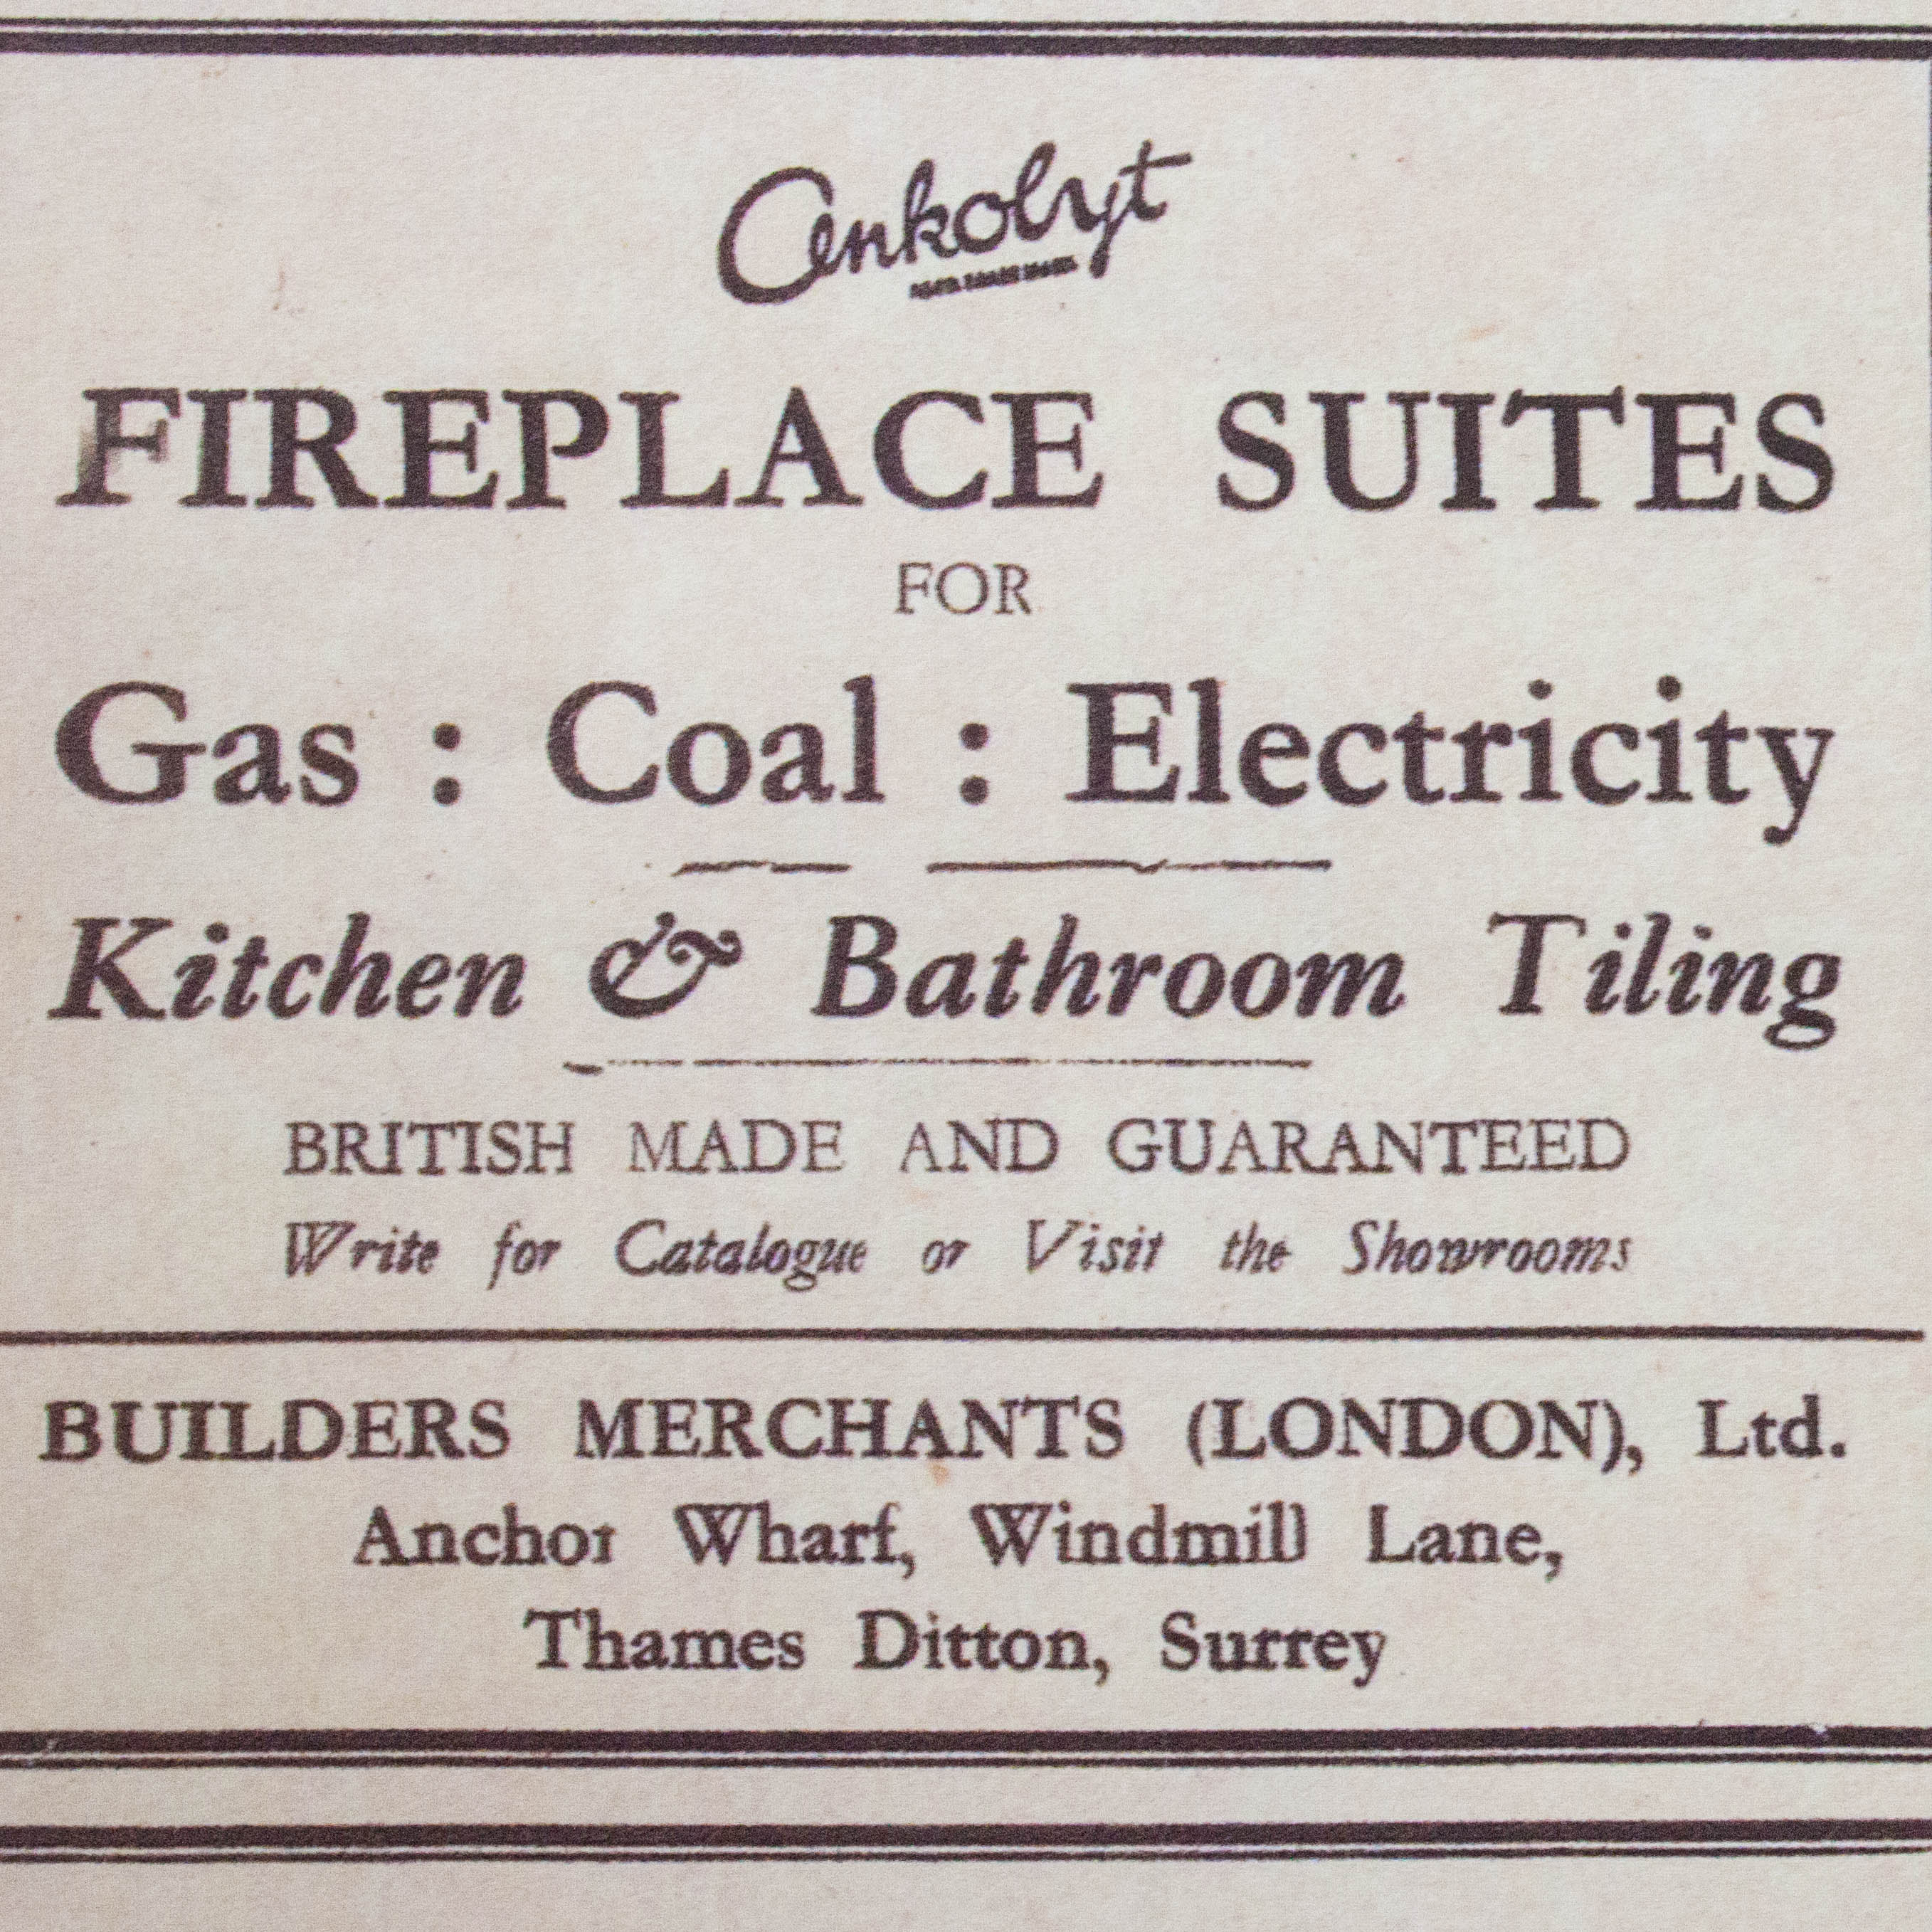 Ankolyt
FIREPLACE SUITES
FOR
Gas : Coal : Electricity
Kitchen & Bathroom Tiling
BRITISH MADE AND GUARANTEED
Write for Catalogue or Visit the Showrooms
BUILDERS MERCHANTS (LONDON), Ltd.
Anchor Wharf, Windmill Lane,
Thames Ditton, Surrey